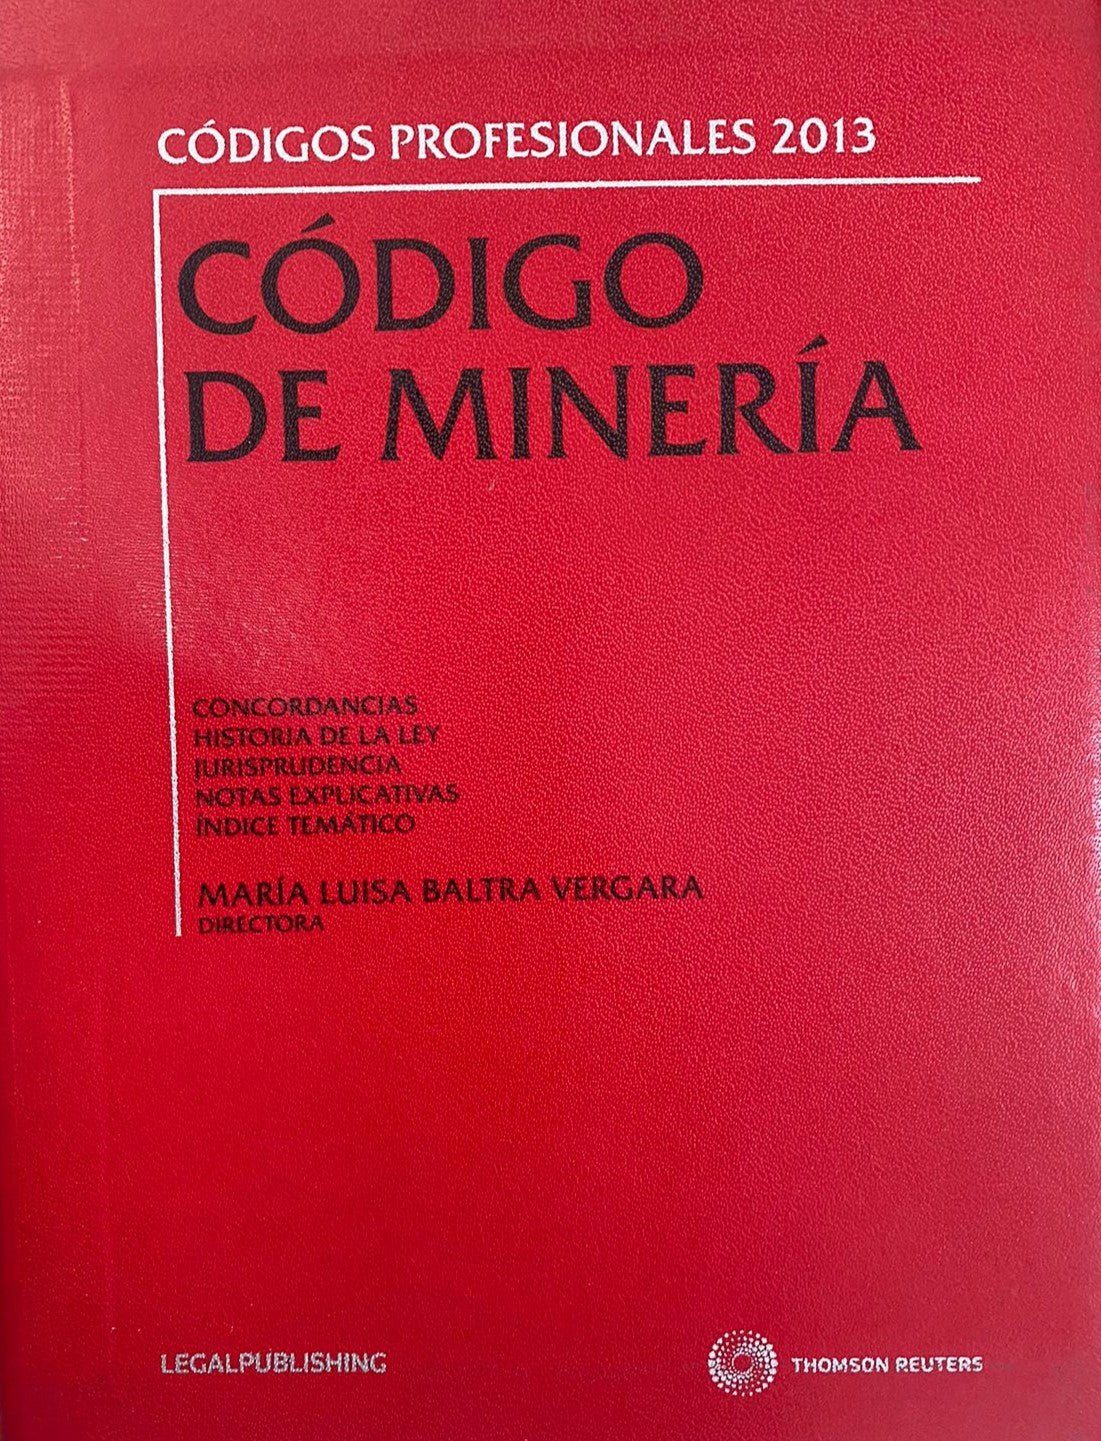 CÓDIGOS PROFESIONALES 2013
CÓDIGO
DE MINERÍA
CONCORDANCIAS
HISTORIA DE LA LEY
JURISPRUDENCIA
NOTAS EXPLICATIVAS
ÍNDICE TEMÁTICO
MARÍA LUISA BALTRA VERGARA
DIRECTORA
LEGALPUBLISHING
THOMSON REUTERS